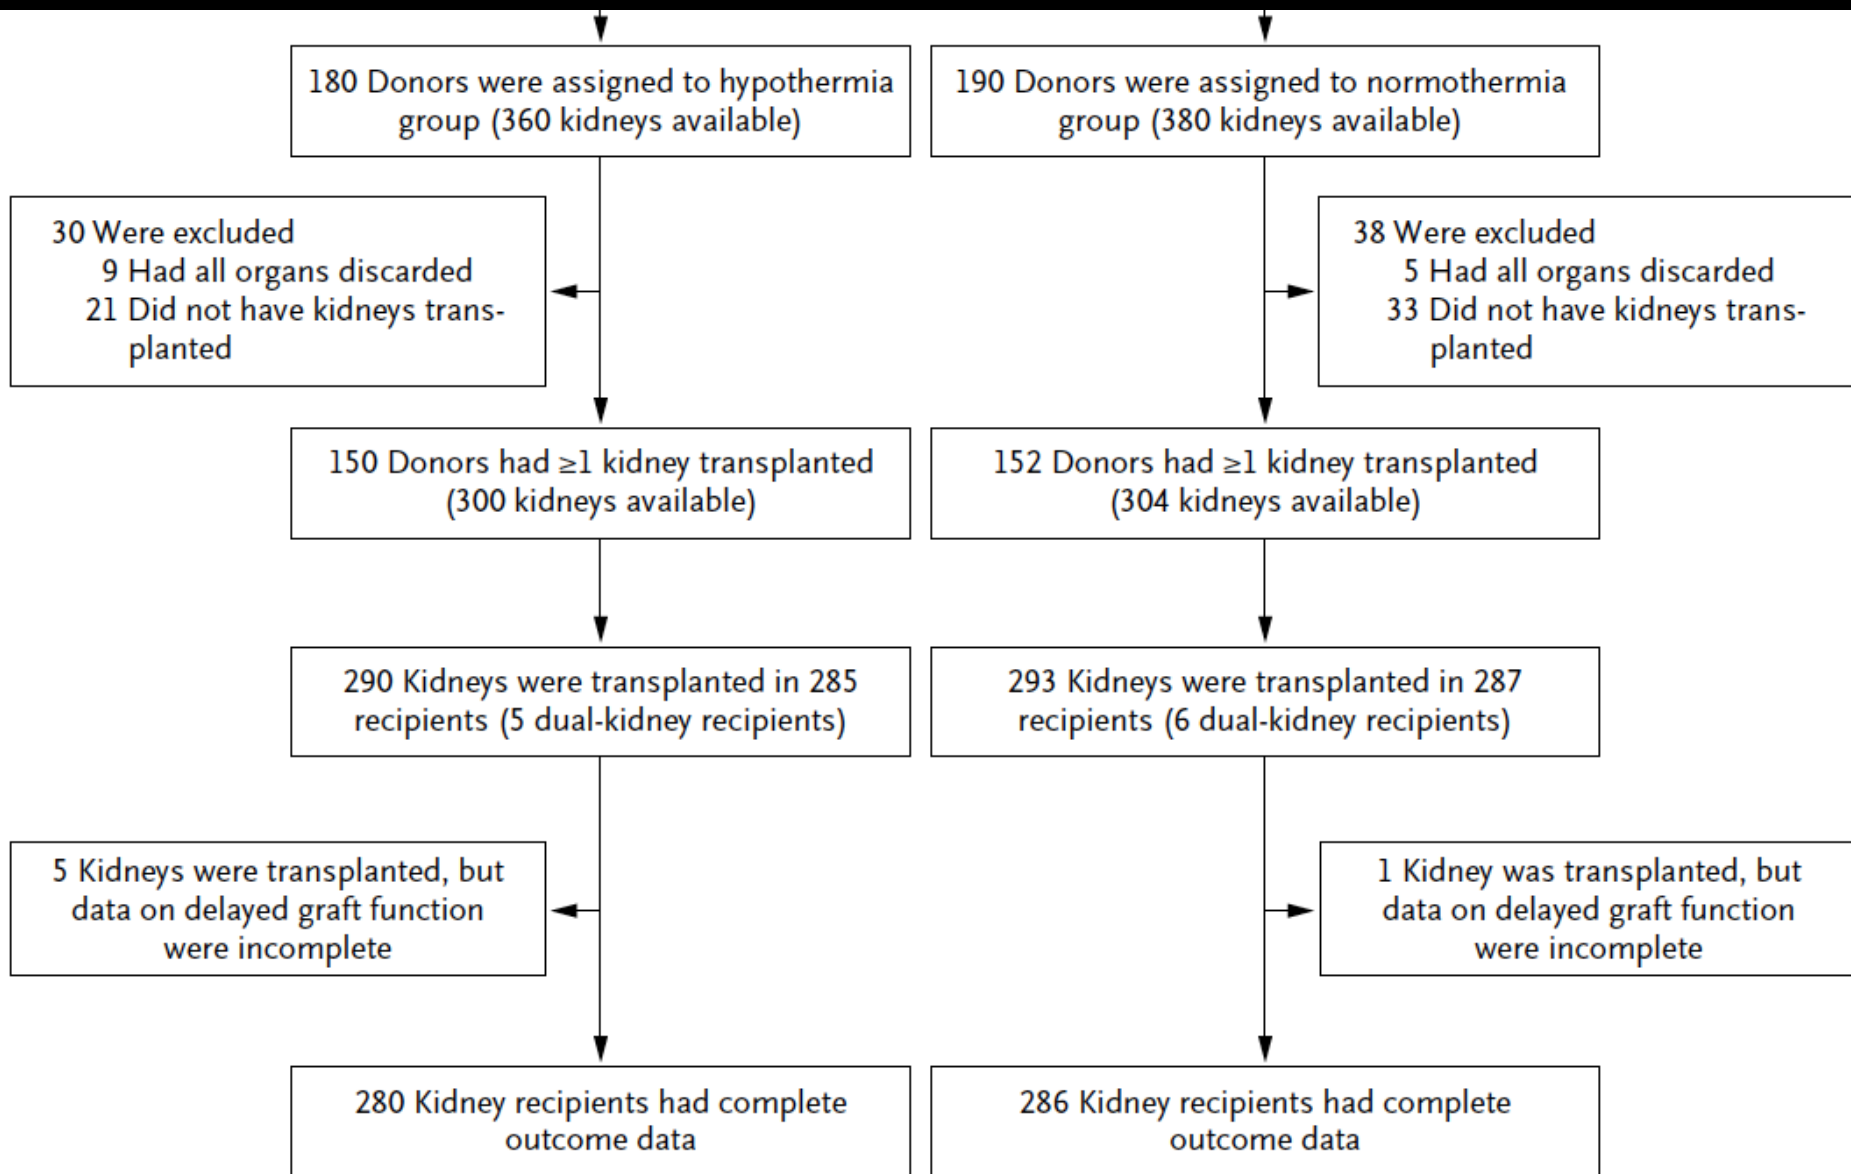 180 Donors were assigned to hypothermia
group (360 kidneys available)
190 Donors were assigned to normothermia
group (380 kidneys available)
30 Were excluded
9 Had all organs discarded
21 Did not have kidneys trans-
planted
38 Were excluded
5 Had all organs discarded
33 Did not have kidneys trans-
planted
150 Donors had ≥1 kidney transplanted
(300 kidneys available)
152 Donors had ≥1 kidney transplanted
(304 kidneys available)
290 Kidneys were transplanted in 285
recipients (5 dual-kidney recipients)
293 Kidneys were transplanted in 287
recipients (6 dual-kidney recipients)
5 Kidneys were transplanted, but
data on delayed graft function
were incomplete
1 Kidney was transplanted, but
data on delayed graft function
were incomplete
280 Kidney recipients had complete
outcome data
286 Kidney recipients had complete
outcome data